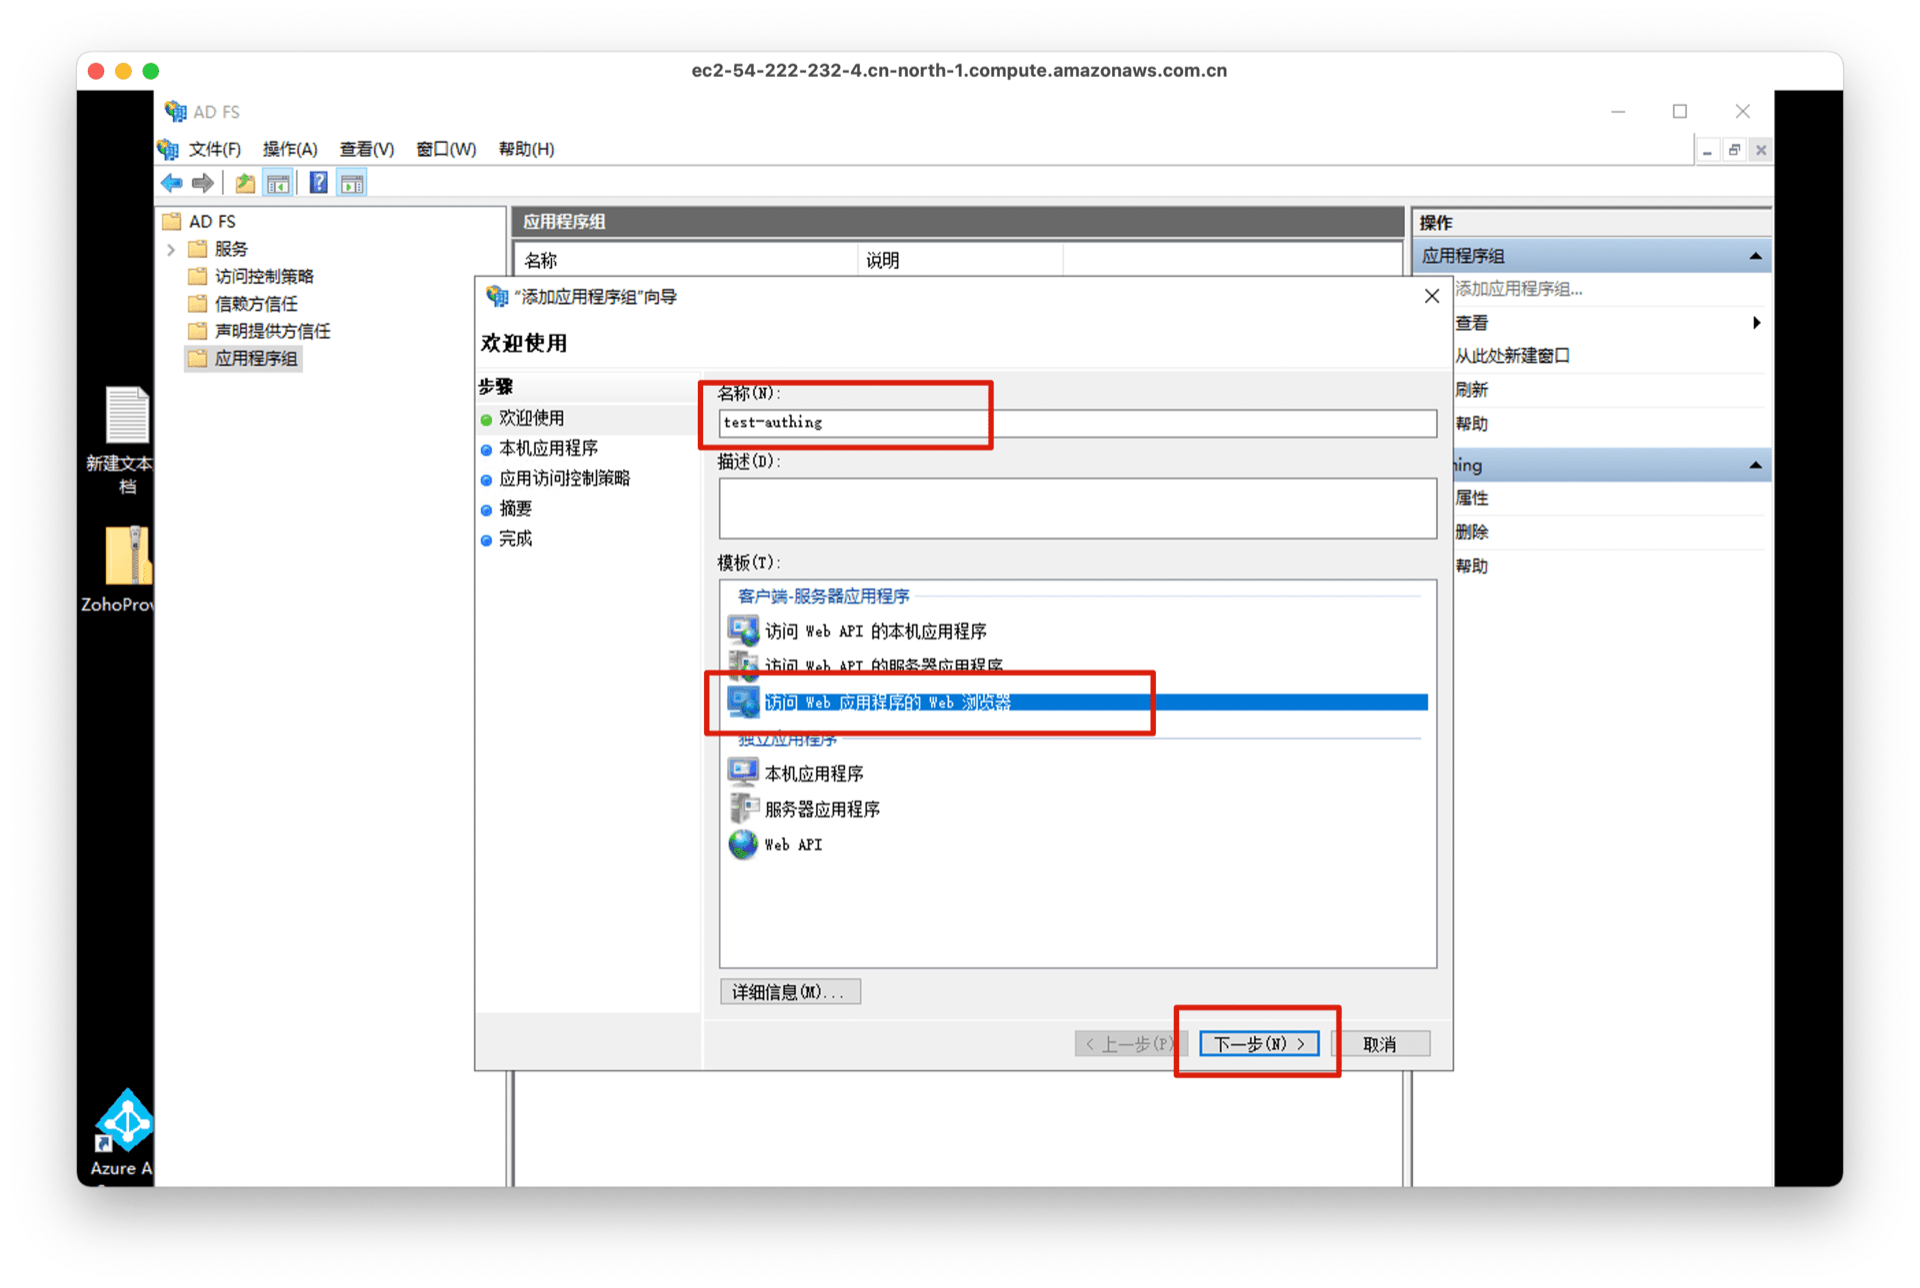 ec2-54-222-232-4.cn-north-1.compute.amazonaws.com.cn
AD FS
文件(F) 操作(A) 查看(V) 窗口(W) 帮助(H)
AD FS
服务
访问控制策略
信赖方信任
声明提供方信任
应用程序组
应用程序组
名称 说明
操作
应用程序组
添加应用程序组...
查看
从此处新建窗口
刷新
帮助
属性
删除
帮助
“添加应用程序组”向导
欢迎使用
步骤
欢迎使用
本机应用程序
应用访问控制策略
摘要
完成
名称(N):
test-authing
描述(D):
模板(T):
客户端-服务器应用程序
访问 Web API 的本机应用程序
访问 Web API 的服务器应用程序
访问 Web 应用程序的 Web 浏览器
独立应用程序
本机应用程序
服务器应用程序
Web API
详细信息(M)...
< 上一步(P)
下一步(N) >
取消
新建文本
档
ZohoProv
Azure A